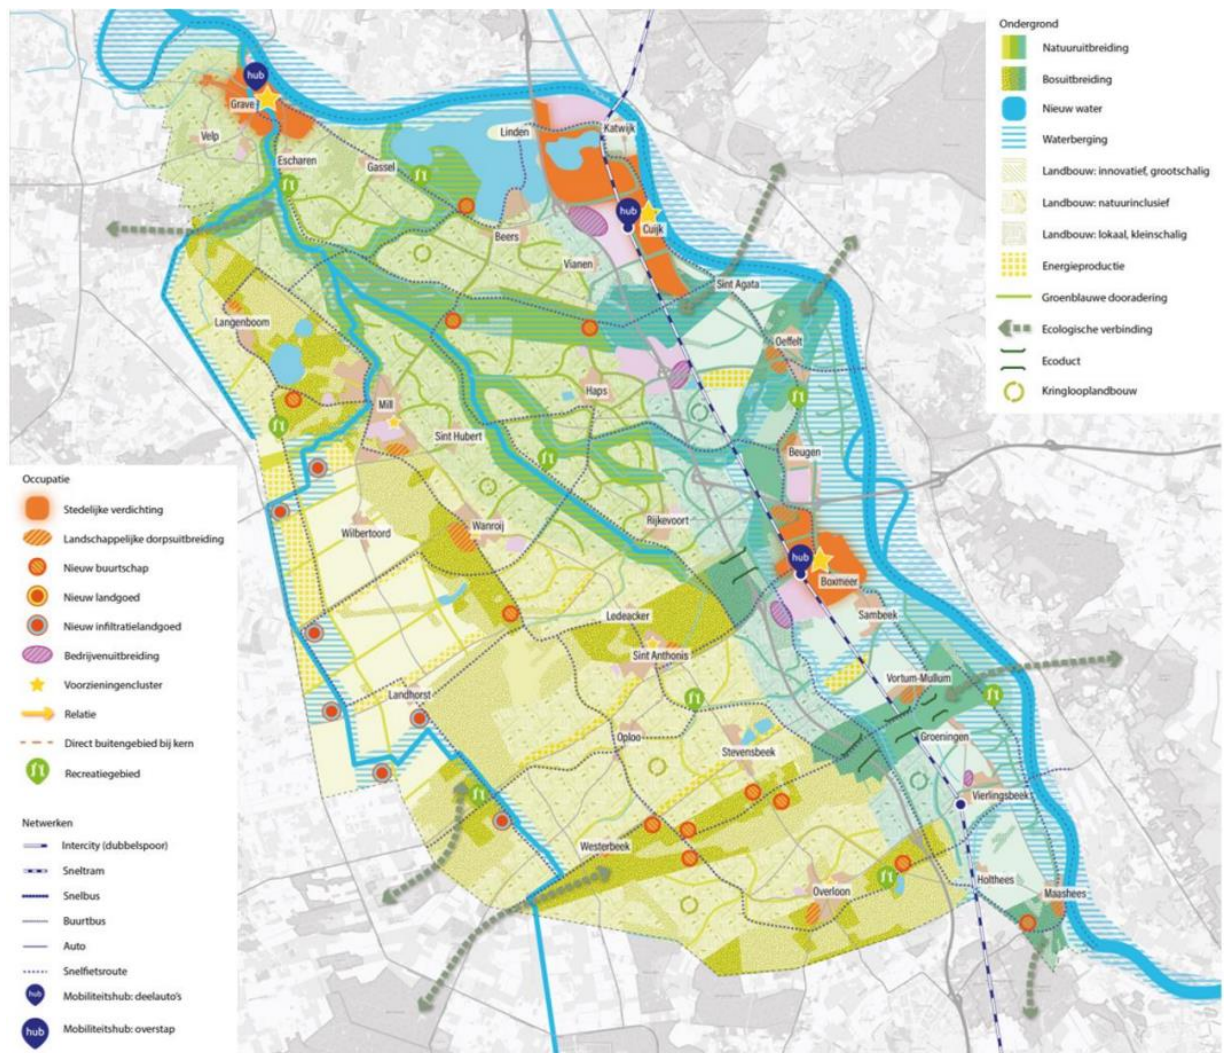 Ondergrond
Natuuruitbreiding
Bosuitbreiding
Nieuw water
Waterberging
Landbouw: innovatief, grootschalig
Landbouw: natuurinclusief
Landbouw: lokaal, kleinschalig
Energieproductie
Groenblauwe dooradering
Ecologische verbinding
Ecoduct
Kringlooplandbouw
hub
Grave
Velp
Escharen
Gassel
Linden
Katwijk
hub
Cuijk
Beers
Vianen
Sint Agata
Langenboom
Oeffelt
Mill
Haps
Sint Hubert
Beugen
Wilbertoord
Wanroij
Rijkevoort
hub
Boxmeer
Ledeacker
Sambeek
Sint Anthonis
Landhorst
Vortum-Mullum
Oploo
Groeningen
Stevensbeek
Vierlingsbeek
Westerbeek
Overloon
Holthees
Maashees
Occupatie
Stedelijke verdichting
Landschappelijke dorpsuitbreiding
Nieuw buurtschap
Nieuw landgoed
Nieuw infiltratielandgoed
Bedrijvenuitbreiding
Voorzieningencluster
Relatie
Direct buitengebied bij kern
Recreatiegebied
Netwerken
Intercity (dubbelspoor)
Sneltram
Snelbus
Buurtbus
Auto
Snelfietsroute
hub Mobiliteitshub: deelauto's
hub Mobiliteitshub: overstap